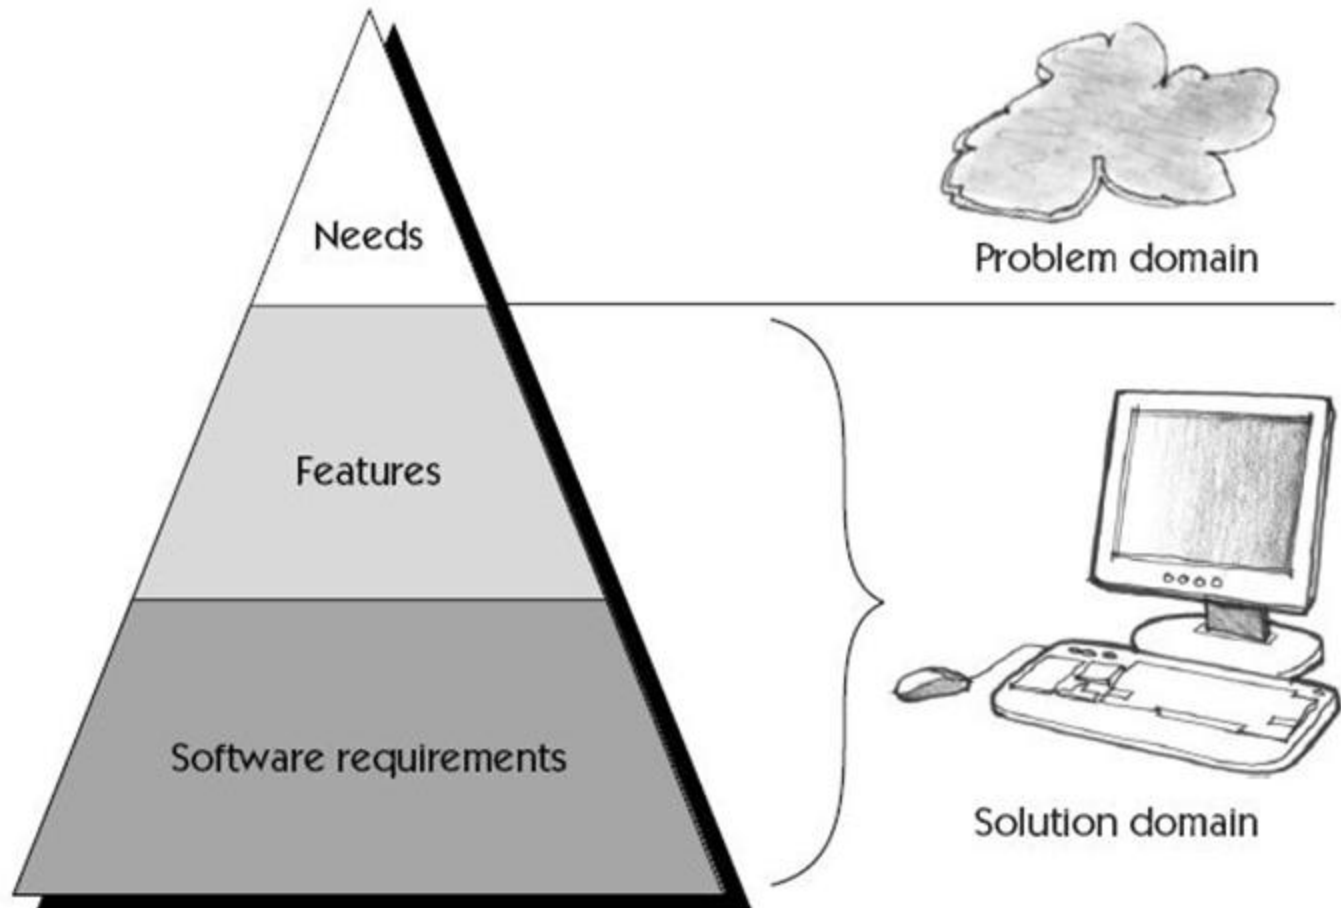 Needs
Problem domain
Features
Software requirements
Solution domain